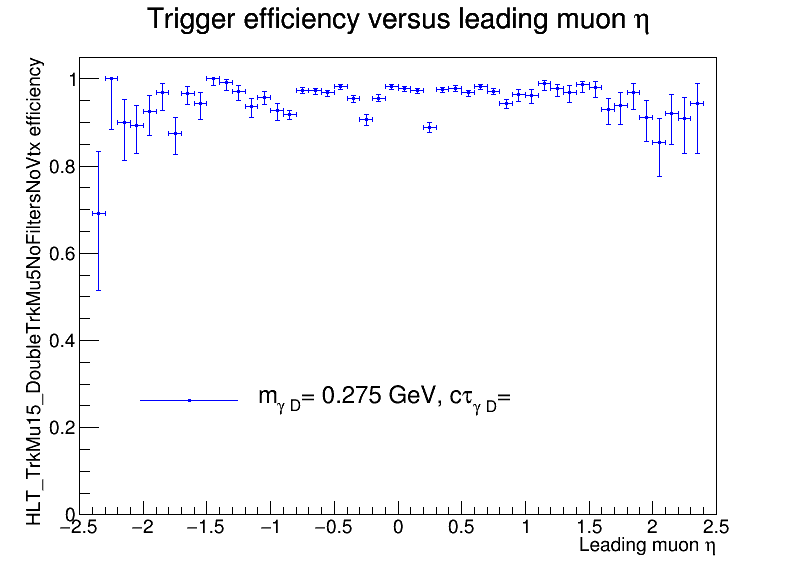 Trigger efficiency versus leading muon η
HLT_TrkMu15_DoubleTrkMu5NoFiltersNoVtx efficiency
1
0.8
0.6
0.4
0.2
0
m_γ D= 0.275 GeV, cτ_γ D=
−2.5 −2 −1.5 −1 −0.5 0 0.5 1 1.5 2 2.5
Leading muon η